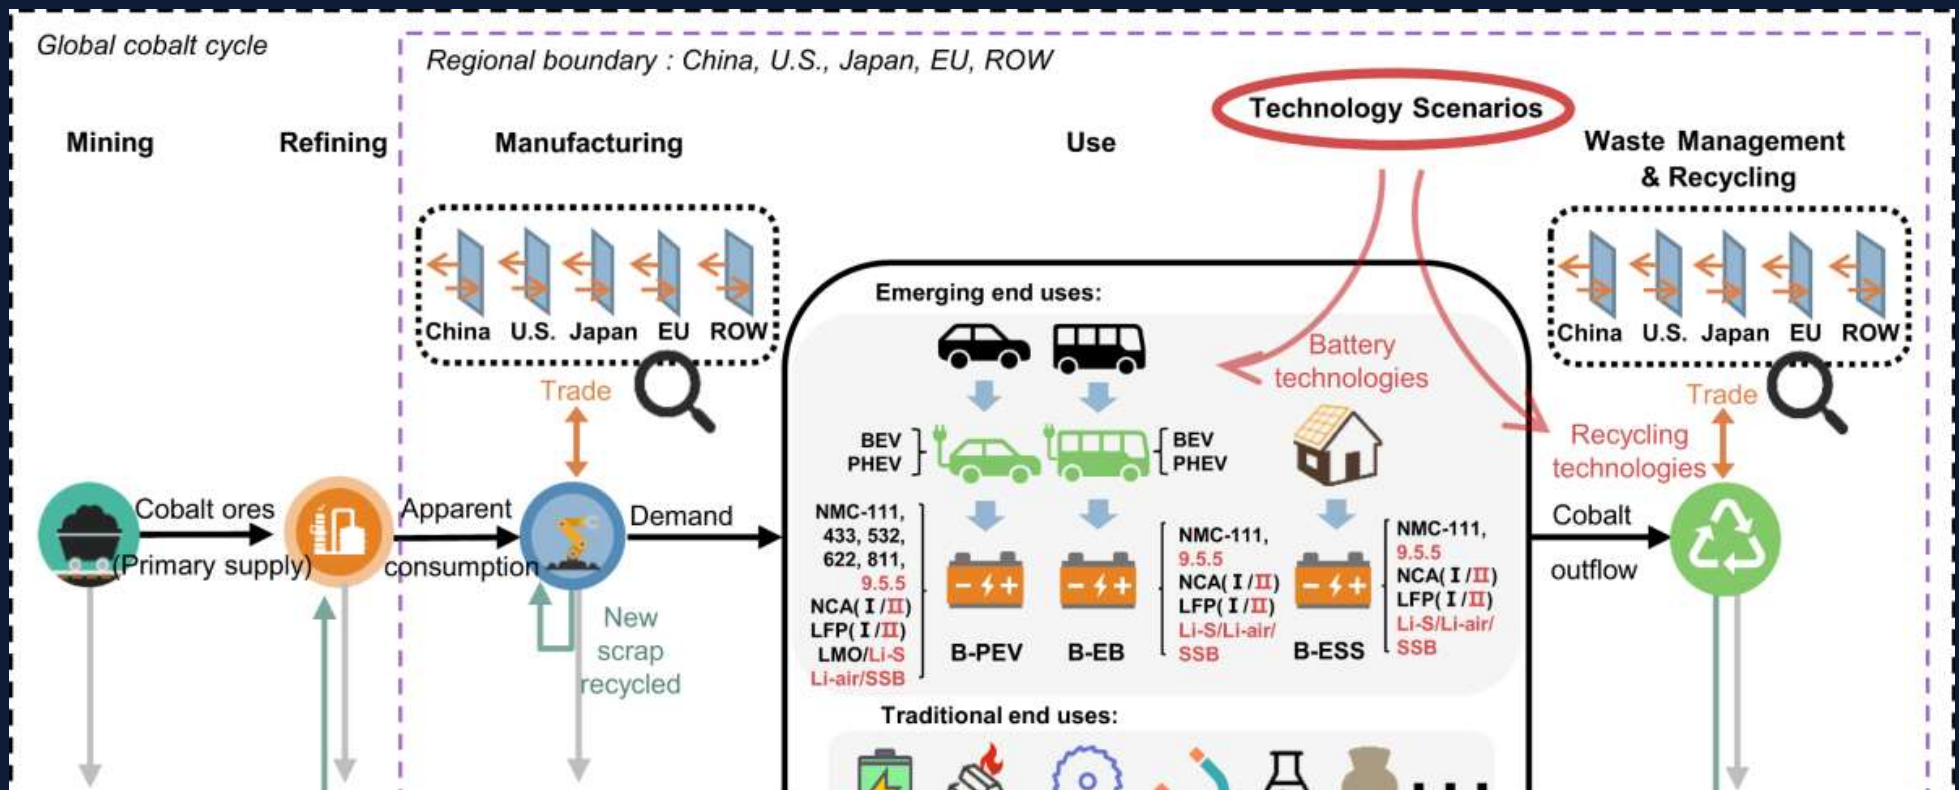 Global cobalt cycle
Regional boundary : China, U.S., Japan, EU, ROW
Technology Scenarios
Mining
Refining
Manufacturing
Use
Waste Management
& Recycling
China U.S. Japan EU ROW
Trade
China U.S. Japan EU ROW
Trade
Emerging end uses:
Battery
technologies
Recycling
technologies
BEV
PHEV
BEV
PHEV
Cobalt ores
(Primary supply)
Apparent
consumption
Demand
New
scrap
recycled
NMC-111,
433, 532,
622, 811,
9.5.5
NCA(I/II)
LFP(I/II)
LMO/Li-S
Li-air/SSB
B-PEV
B-EB
NMC-111,
9.5.5
NCA(I/II)
LFP(I/II)
Li-S/Li-air/
SSB
B-ESS
NMC-111,
9.5.5
NCA(I/II)
LFP(I/II)
Li-S/Li-air/
SSB
Cobalt
outflow
Traditional end uses: